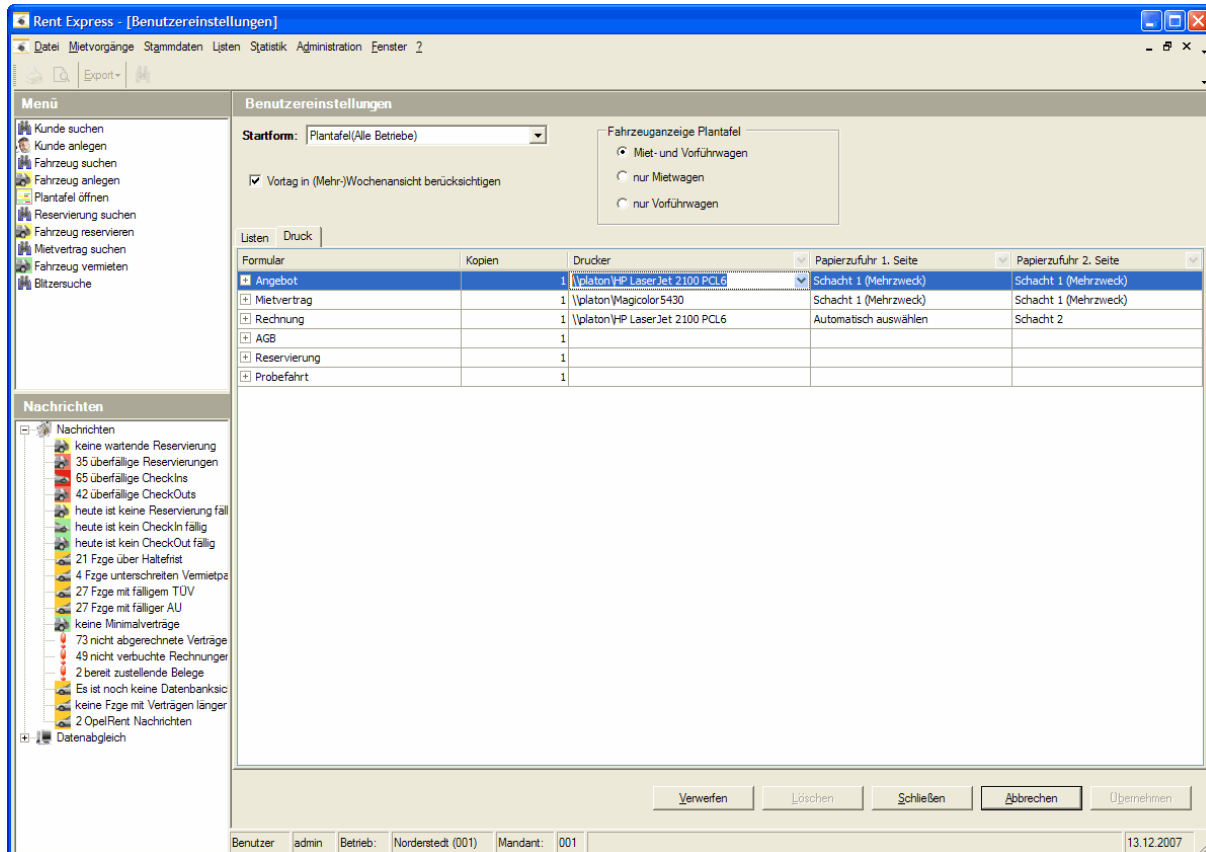 Rent Express - [Benutzereinstellungen]
Datei Mietvorgänge Stammdaten Listen Statistik Administration Fenster ?
Export
Menü
Kunde suchen
Kunde anlegen
Fahrzeug suchen
Fahrzeug anlegen
Plantafel öffnen
Reservierung suchen
Fahrzeug reservieren
Mietvertrag suchen
Fahrzeug vermieten
Blitzersuche
Nachrichten
Nachrichten
keine wartende Reservierung
35 überfällige Reservierungen
65 überfällige CheckIns
42 überfällige CheckOuts
heute ist keine Reservierung fäll
heute ist kein CheckIn fällig
heute ist kein CheckOut fällig
21 Fzge über Haltefrist
4 Fzge unterschreiten Vermietpa
27 Fzge mit fälligem TÜV
27 Fzge mit fälliger AU
keine Minimalverträge
73 nicht abgerechnete Verträge
49 nicht verbuchte Rechnunger
2 bereit zustellende Belege
Es ist noch keine Datenbanksic
keine Fzge mit Verträgen länger
2 OpelRent Nachrichten
Datenabgleich
Benutzereinstellungen
Startform: Plantafel(Alle Betriebe)
Vortag in (Mehr-)Wochenansicht berücksichtigen
Fahrzeuganzeige Plantafel
Miet- und Vorführwagen
nur Mietwagen
nur Vorführwagen
Listen Druck
Formular Kopien Drucker Papierzufuhr 1. Seite Papierzufuhr 2. Seite
Angebot 1 \\platon\HP LaserJet 2100 PCL6 Schacht 1 (Mehrzweck) Schacht 1 (Mehrzweck)
Mietvertrag 1 \\platon\Magicolor5430 Schacht 1 (Mehrzweck) Schacht 1 (Mehrzweck)
Rechnung 1 \\platon\HP LaserJet 2100 PCL6 Automatisch auswählen Schacht 2
AGB 1
Reservierung 1
Probefahrt 1
Verwerfen Löschen Schließen Abbrechen Übernehmen
Benutzer admin Betrieb: Norderstedt (001) Mandant: 001 13.12.2007